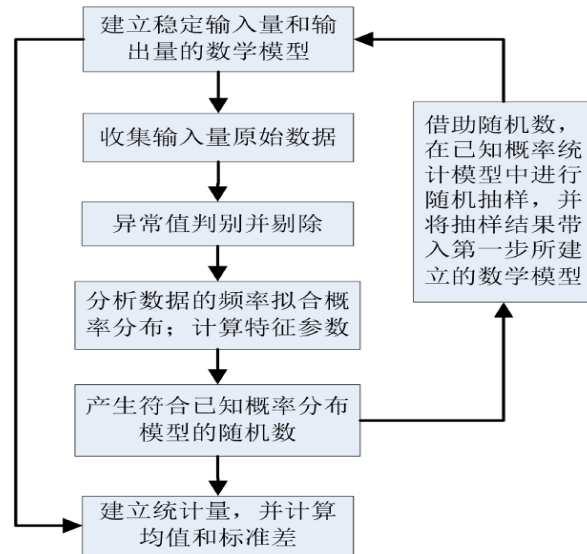 建立稳定输入量和输
出量的数学模型
收集输入量原始数据
异常值判别并剔除
分析数据的频率拟合概
率分布；计算特征参数
产生符合已知概率分布
模型的随机数
建立统计量，并计算
均值和标准差
借助随机数，
在已知概率统
计模型中进行
随机抽样，并
将抽样结果带
入第一步所建
立的数学模型